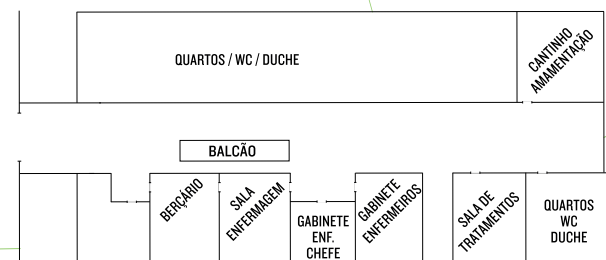 QUARTOS / WC / DUCHE
CANTINHO
AMAMENTAÇÃO
BALCÃO
BERÇÁRIO
SALA
ENFERMAGEM
GABINETE
ENF.
CHEFE
GABINETE
ENFERMEIROS
SALA DE
TRATAMENTOS
QUARTOS
WC
DUCHE